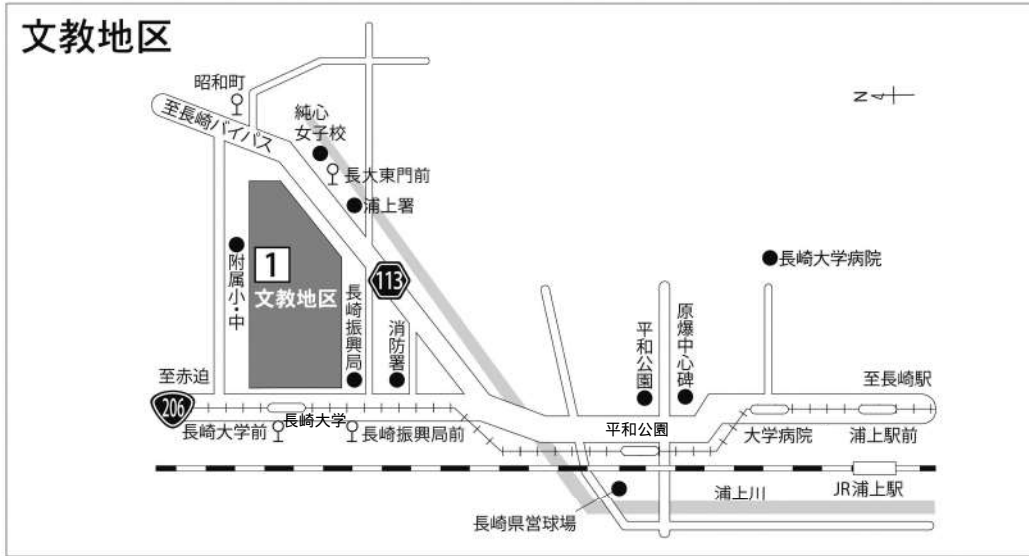 文教地区
昭和町
至長崎バイパス
純心
女子校
長大東門前
浦上署
N
長崎大学病院
附属小・中
1
文教地区
長崎振興局
113
消防署
平和公園
原爆中心碑
至赤迫
206
至長崎駅
長崎大学前
長崎大学
長崎振興局前
平和公園
大学病院
浦上駅前
長崎県営球場
浦上川
JR浦上駅